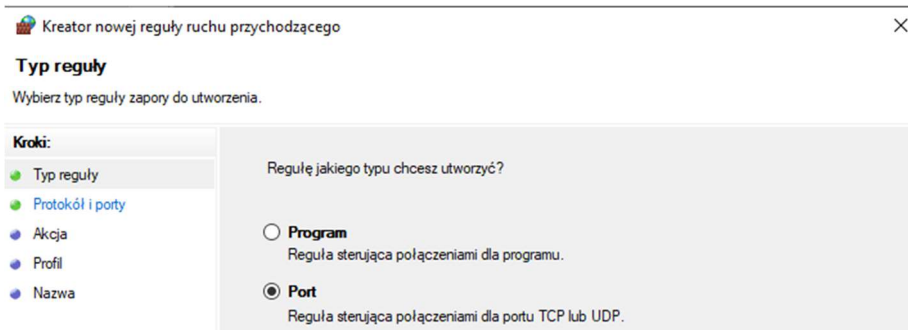 Kreator nowej reguły ruchu przychodzącego
Typ reguły
Wybierz typ reguły zapory do utworzenia.
Kroki:
Typ reguły
Protokół i porty
Akcja
Profil
Nazwa
Regułę jakiego typu chcesz utworzyć?
Program
Reguła sterująca połączeniami dla programu.
Port
Reguła sterująca połączeniami dla portu TCP lub UDP.